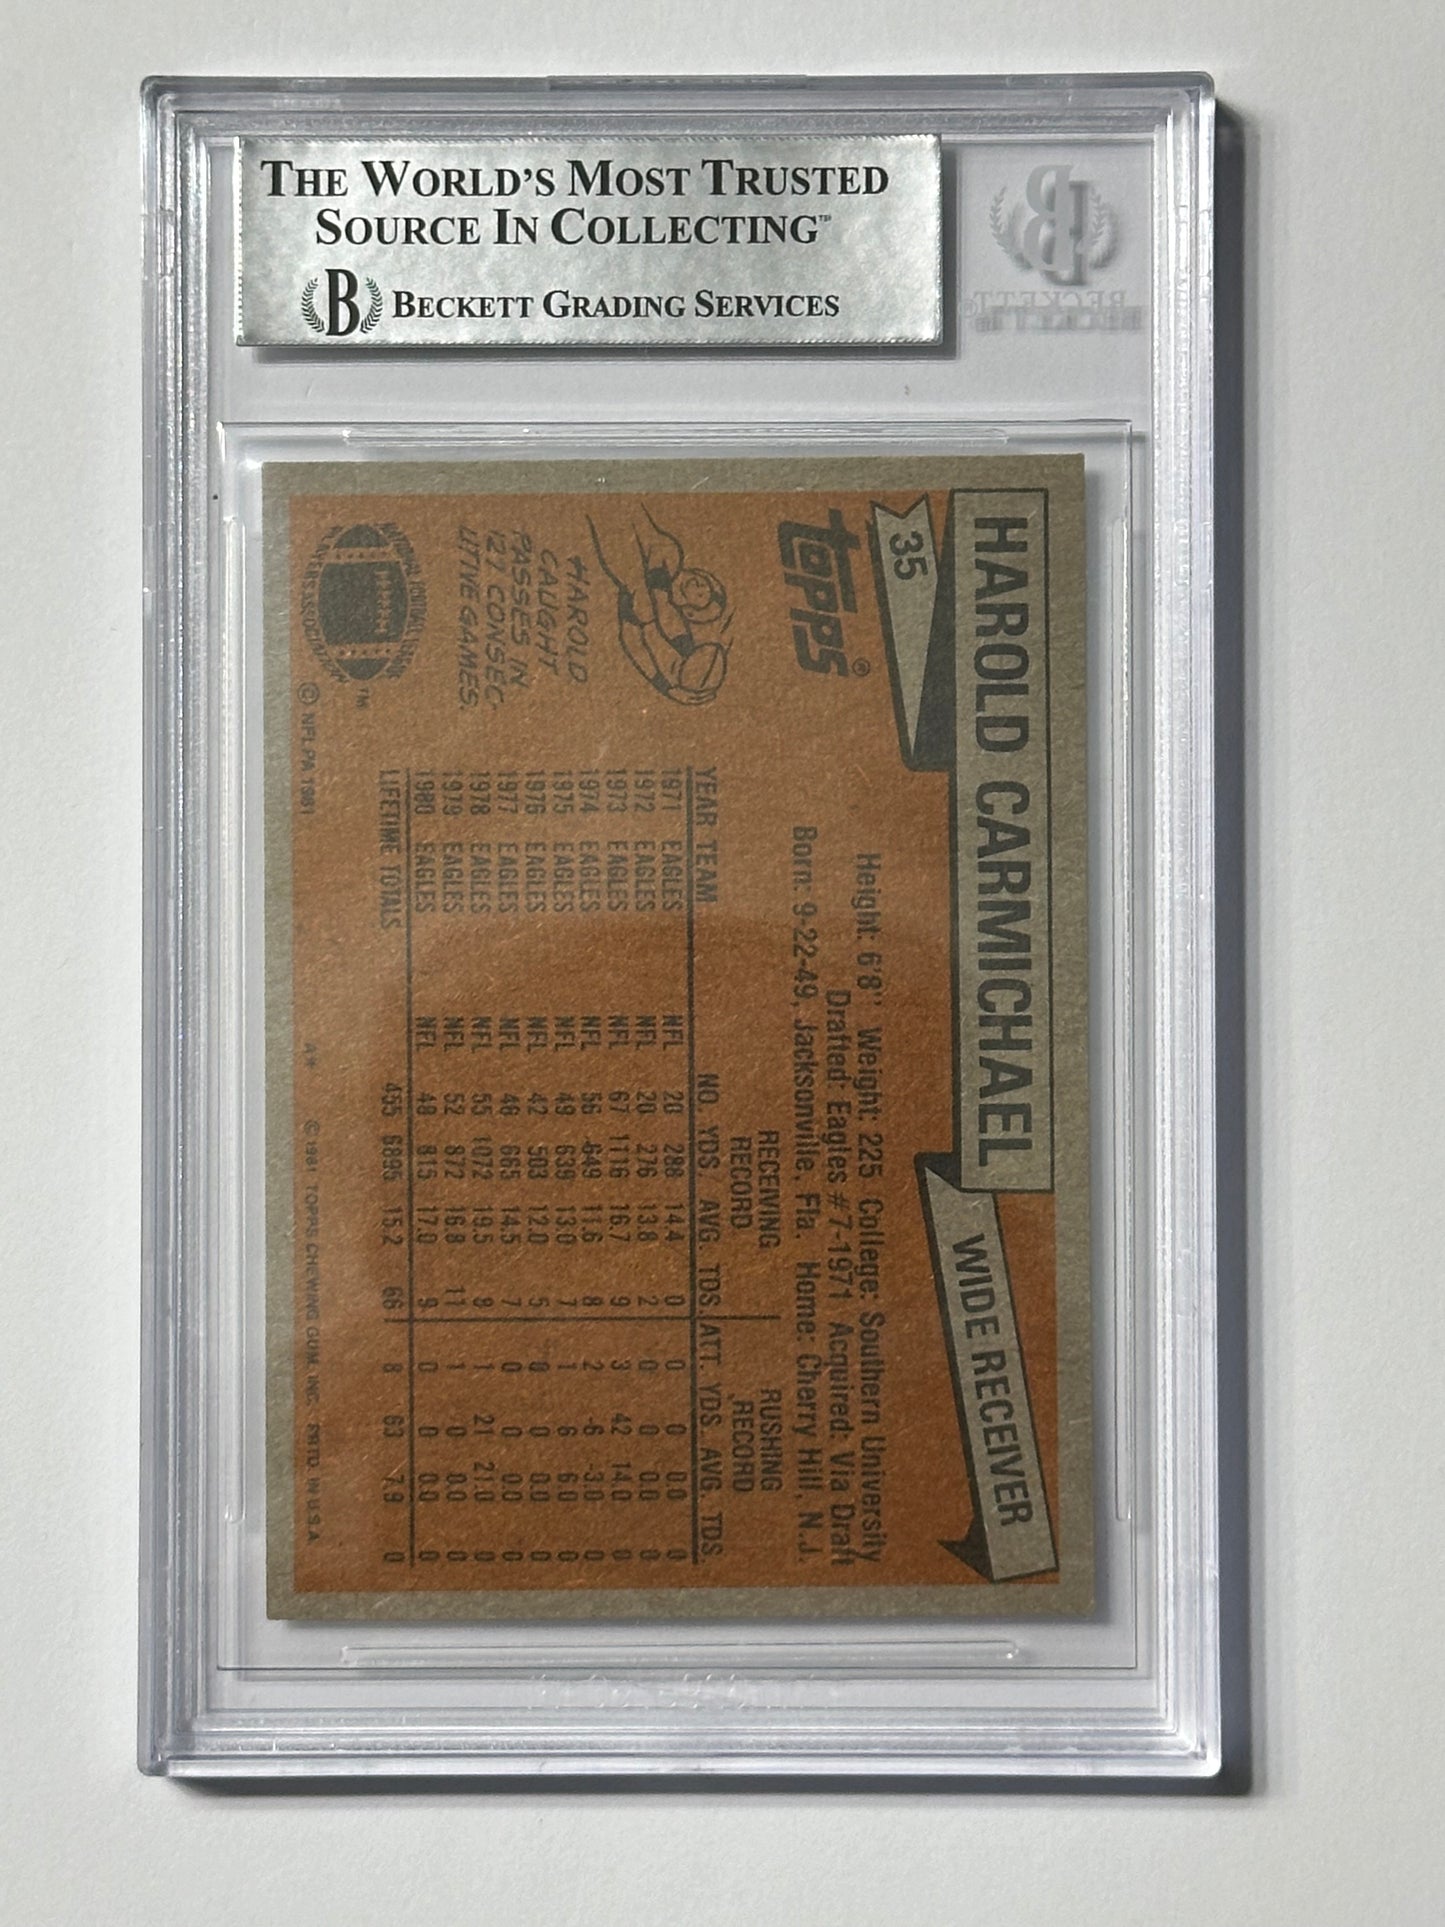 THE WORLD'S MOST TRUSTED
SOURCE IN COLLECTING™
B BECKETT GRADING SERVICES
B
BECKETT
HAROLD CARMICHAEL
WIDE RECEIVER
35
TOPPS®
Height: 6'8'' Weight: 225 College: Southern University
Drafted: Eagles #7-1971 Acquired: Via Draft
Born: 9-22-49, Jacksonville, Fla. Home: Cherry Hill, N.J.
HAROLD
CAUGHT
PASSES IN
127 CONSEC-
UTIVE GAMES.
RECEIVING RECORD RUSHING RECORD
YEAR TEAM NO. YDS. AVG. TDS. ATT. YDS. AVG. TDS.
1971 EAGLES NFL 20 288 14.4 0 0 0 0.0 0
1972 EAGLES NFL 20 276 13.8 2 0 0 0.0 0
1973 EAGLES NFL 67 1116 16.7 9 3 42 14.0 0
1974 EAGLES NFL 56 649 11.6 8 2 -6 -3.0 0
1975 EAGLES NFL 49 639 13.0 7 1 6 6.0 0
1976 EAGLES NFL 42 503 12.0 5 0 0 0.0 0
1977 EAGLES NFL 46 665 14.5 7 0 0 0.0 0
1978 EAGLES NFL 55 1072 19.5 8 1 21 21.0 0
1979 EAGLES NFL 52 872 16.8 11 1 0 0.0 0
1980 EAGLES NFL 48 815 17.0 9 0 0 0.0 0
LIFETIME TOTALS 455 6895 15.2 66 8 63 7.9 0
NATIONAL FOOTBALL LEAGUE
PLAYERS ASSOCIATION
™
© NFLPA 1981
A* © 1981 TOPPS CHEWING GUM, INC. PRTD. IN U.S.A.